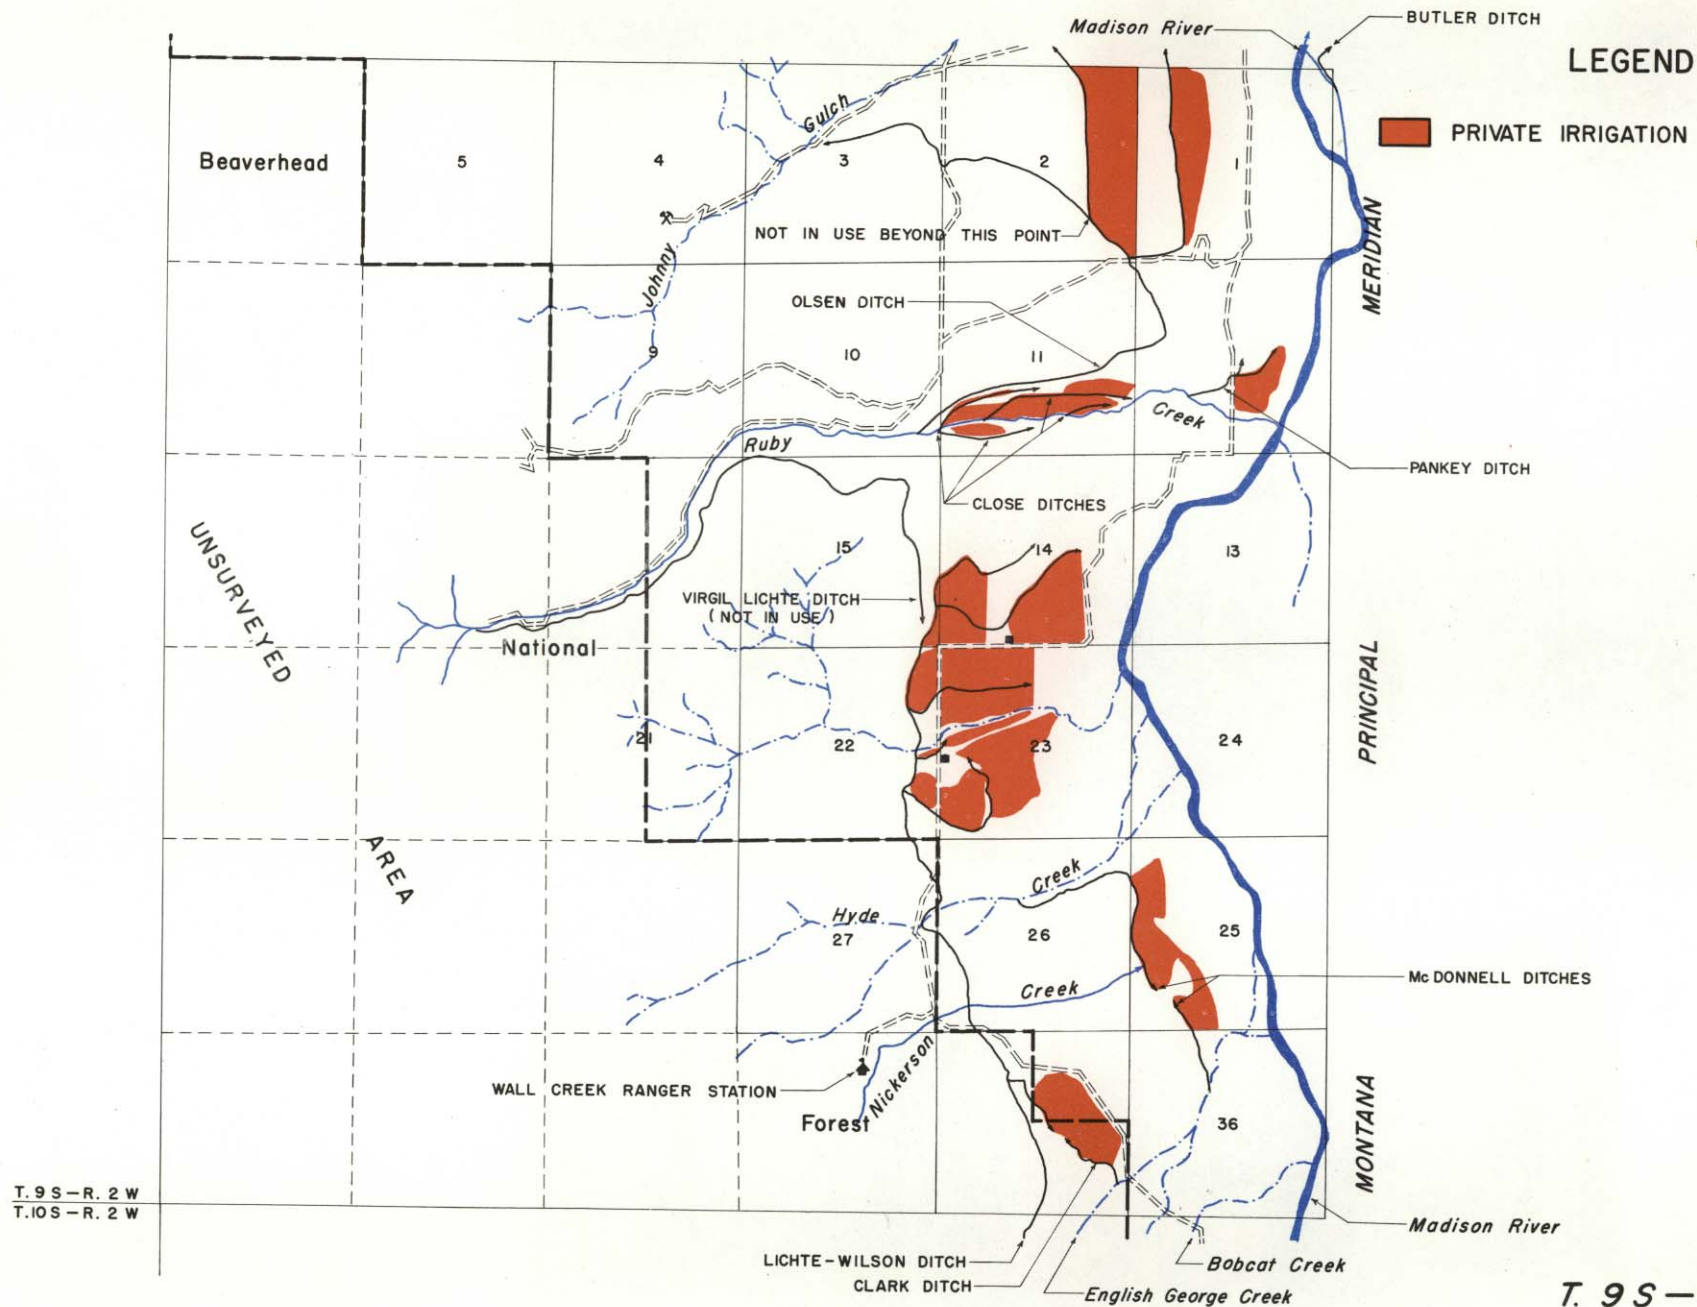 Madison River
BUTLER DITCH
LEGEND
PRIVATE IRRIGATION
Beaverhead
5
4
3
2
1
Gulch
Johnny
NOT IN USE BEYOND THIS POINT
MERIDIAN
OLSEN DITCH
9
10
11
Creek
Ruby
PANKEY DITCH
CLOSE DITCHES
UNSURVEYED
15
14
13
VIRGIL LICHTE DITCH
(NOT IN USE)
National
PRINCIPAL
21
22
23
24
AREA
Creek
Hyde
27
26
25
Creek
McDONNELL DITCHES
Nickerson
WALL CREEK RANGER STATION
Forest
36
MONTANA
T. 9 S-R. 2 W
T. 10 S-R. 2 W
Madison River
LICHTE-WILSON DITCH
CLARK DITCH
Bobcat Creek
English George Creek
T. 9 S-